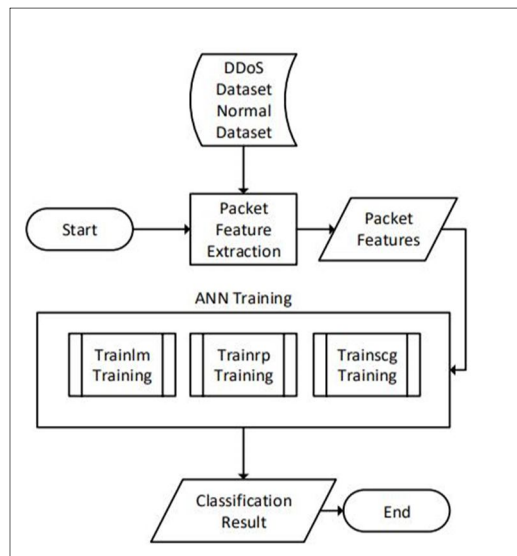 DDoS
Dataset
Normal
Dataset
Start
Packet
Feature
Extraction
Packet
Features
ANN Training
Trainlm
Training
Trainrp
Training
Trainscg
Training
Classification
Result
End